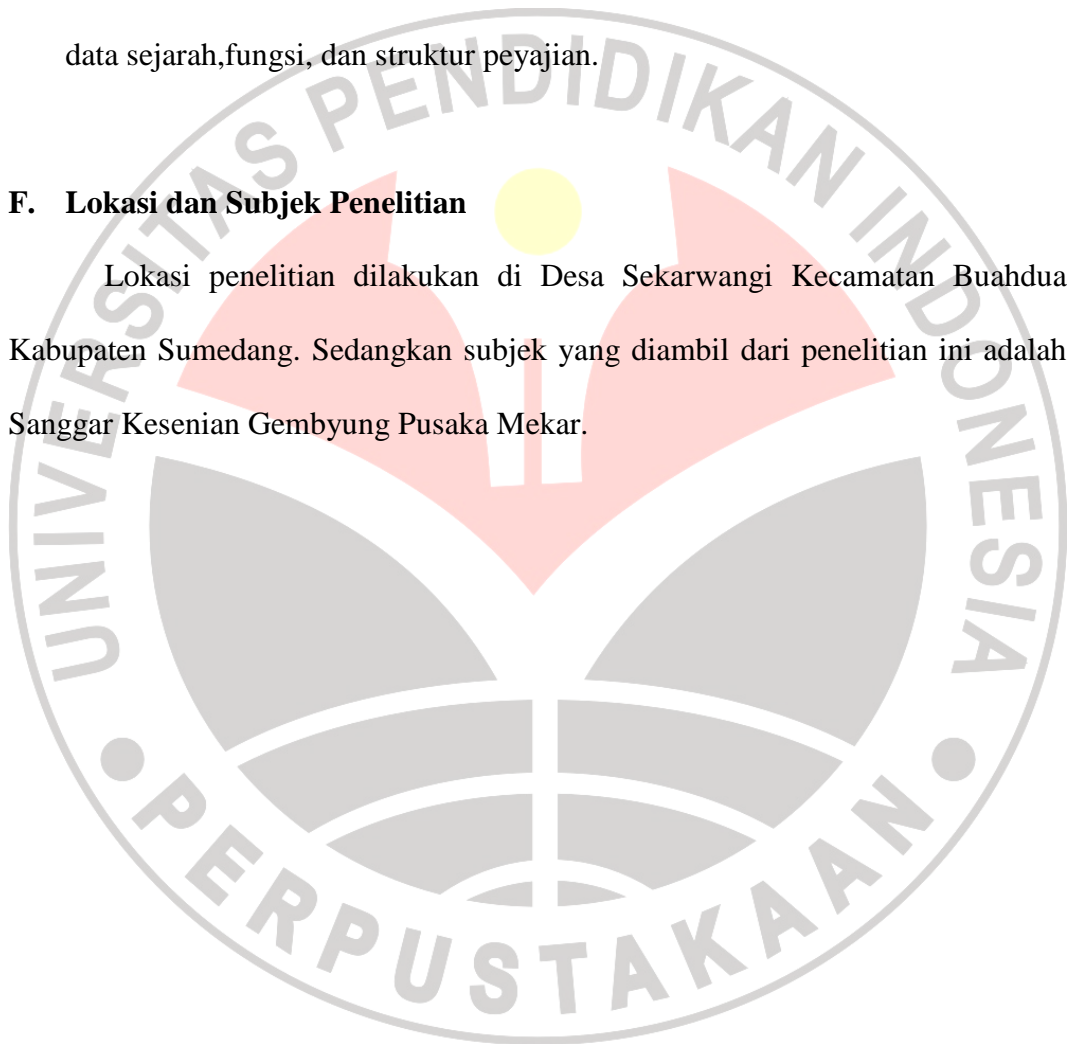 data sejarah,fungsi, dan struktur peyajian.
F. Lokasi dan Subjek Penelitian
Lokasi penelitian dilakukan di Desa Sekarwangi Kecamatan Buahdua
Kabupaten Sumedang. Sedangkan subjek yang diambil dari penelitian ini adalah
Sanggar Kesenian Gembyung Pusaka Mekar.
UNIVERSITAS PENDIDIKAN INDONESIA
PERPUSTAKAAN